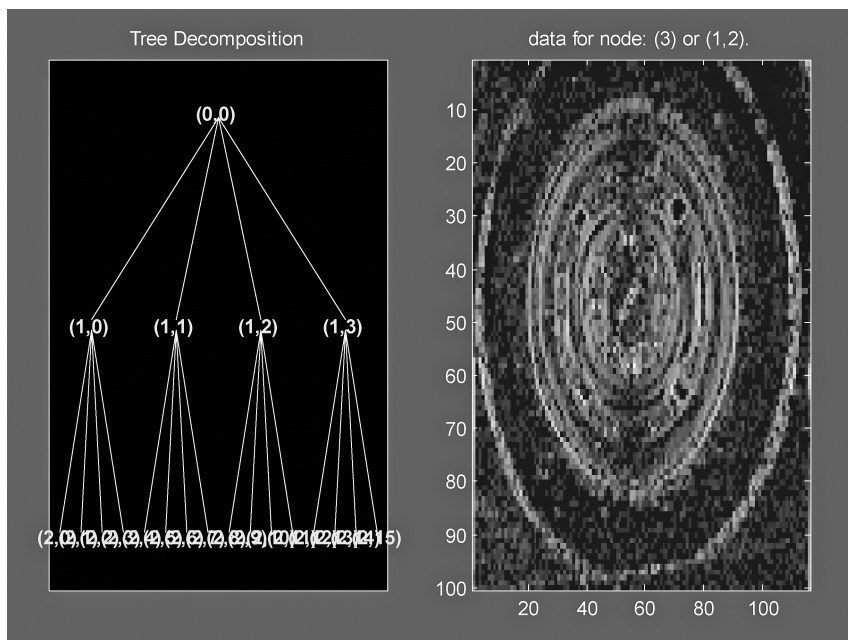 Tree Decomposition
(0,0)
(1,0) (1,1) (1,2) (1,3)
data for node: (3) or (1,2).
10
20
30
40
50
60
70
80
90
100
20 40 60 80 100